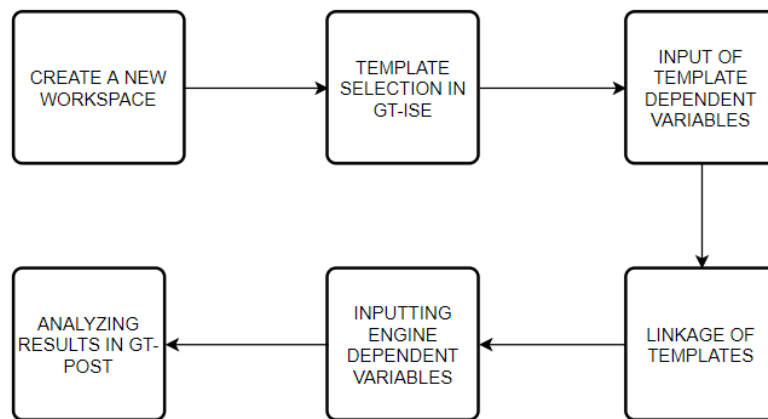 CREATE A NEW
WORKSPACE
TEMPLATE
SELECTION IN
GT-ISE
INPUT OF
TEMPLATE
DEPENDENT
VARIABLES
LINKAGE OF
TEMPLATES
INPUTTING
ENGINE
DEPENDENT
VARIABLES
ANALYZING
RESULTS IN GT-
POST